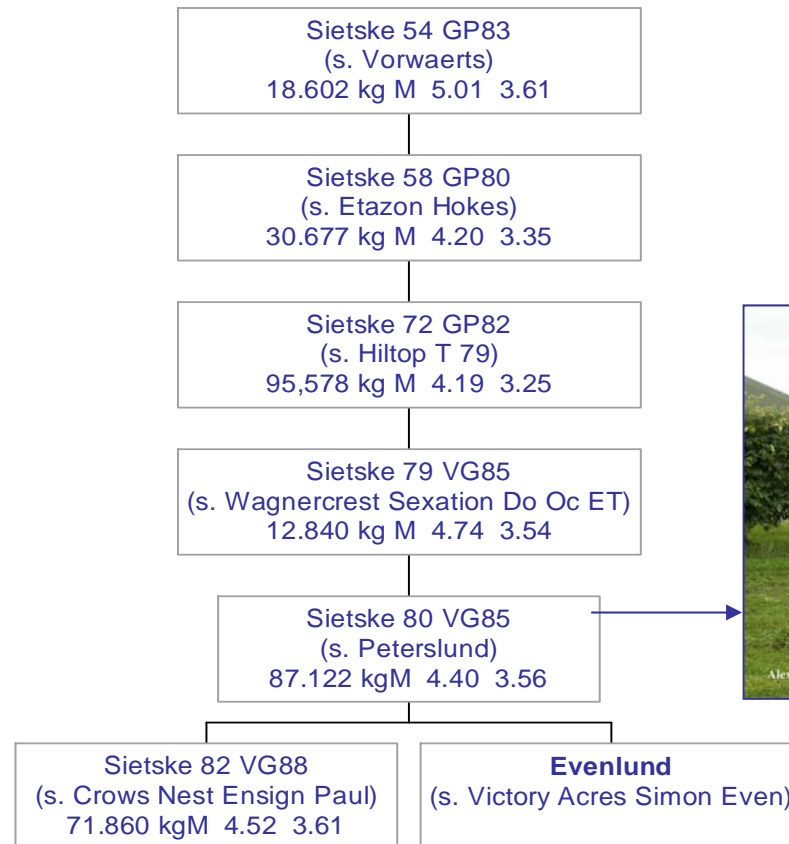 Sietske 54 GP83
(s. Vorwaerts)
18.602 kg M 5.01 3.61
Sietske 58 GP80
(s. Etazon Hokes)
30.677 kg M 4.20 3.35
Sietske 72 GP82
(s. Hiltop T 79)
95,578 kg M 4.19 3.25
Sietske 79 VG85
(s. Wagnercrest Sexation Do Oc ET)
12.840 kg M 4.74 3.54
Sietske 80 VG85
(s. Peterslund)
87.122 kgM 4.40 3.56
Sietske 82 VG88
(s. Crows Nest Ensign Paul)
71.860 kgM 4.52 3.61
Evenlund
(s. Victory Acres Simon Even)